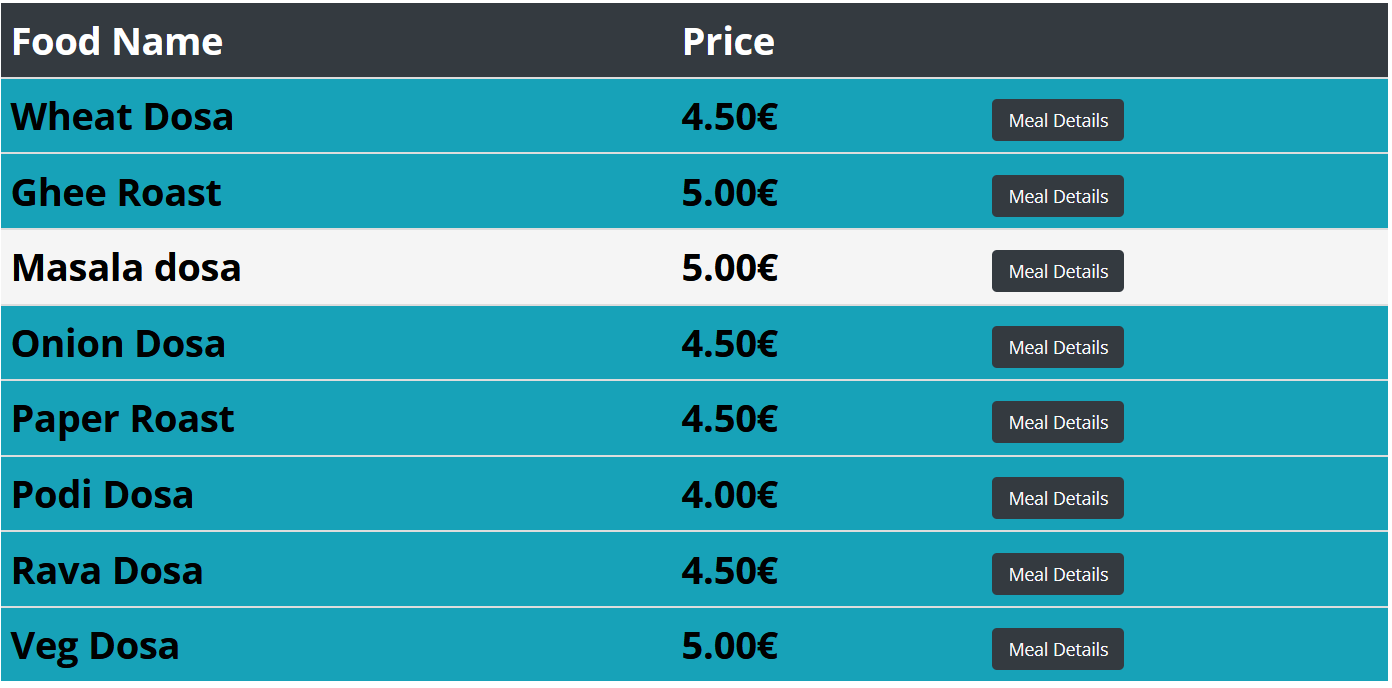 Food Name Price
Wheat Dosa 4.50€ Meal Details
Ghee Roast 5.00€ Meal Details
Masala dosa 5.00€ Meal Details
Onion Dosa 4.50€ Meal Details
Paper Roast 4.50€ Meal Details
Podi Dosa 4.00€ Meal Details
Rava Dosa 4.50€ Meal Details
Veg Dosa 5.00€ Meal Details